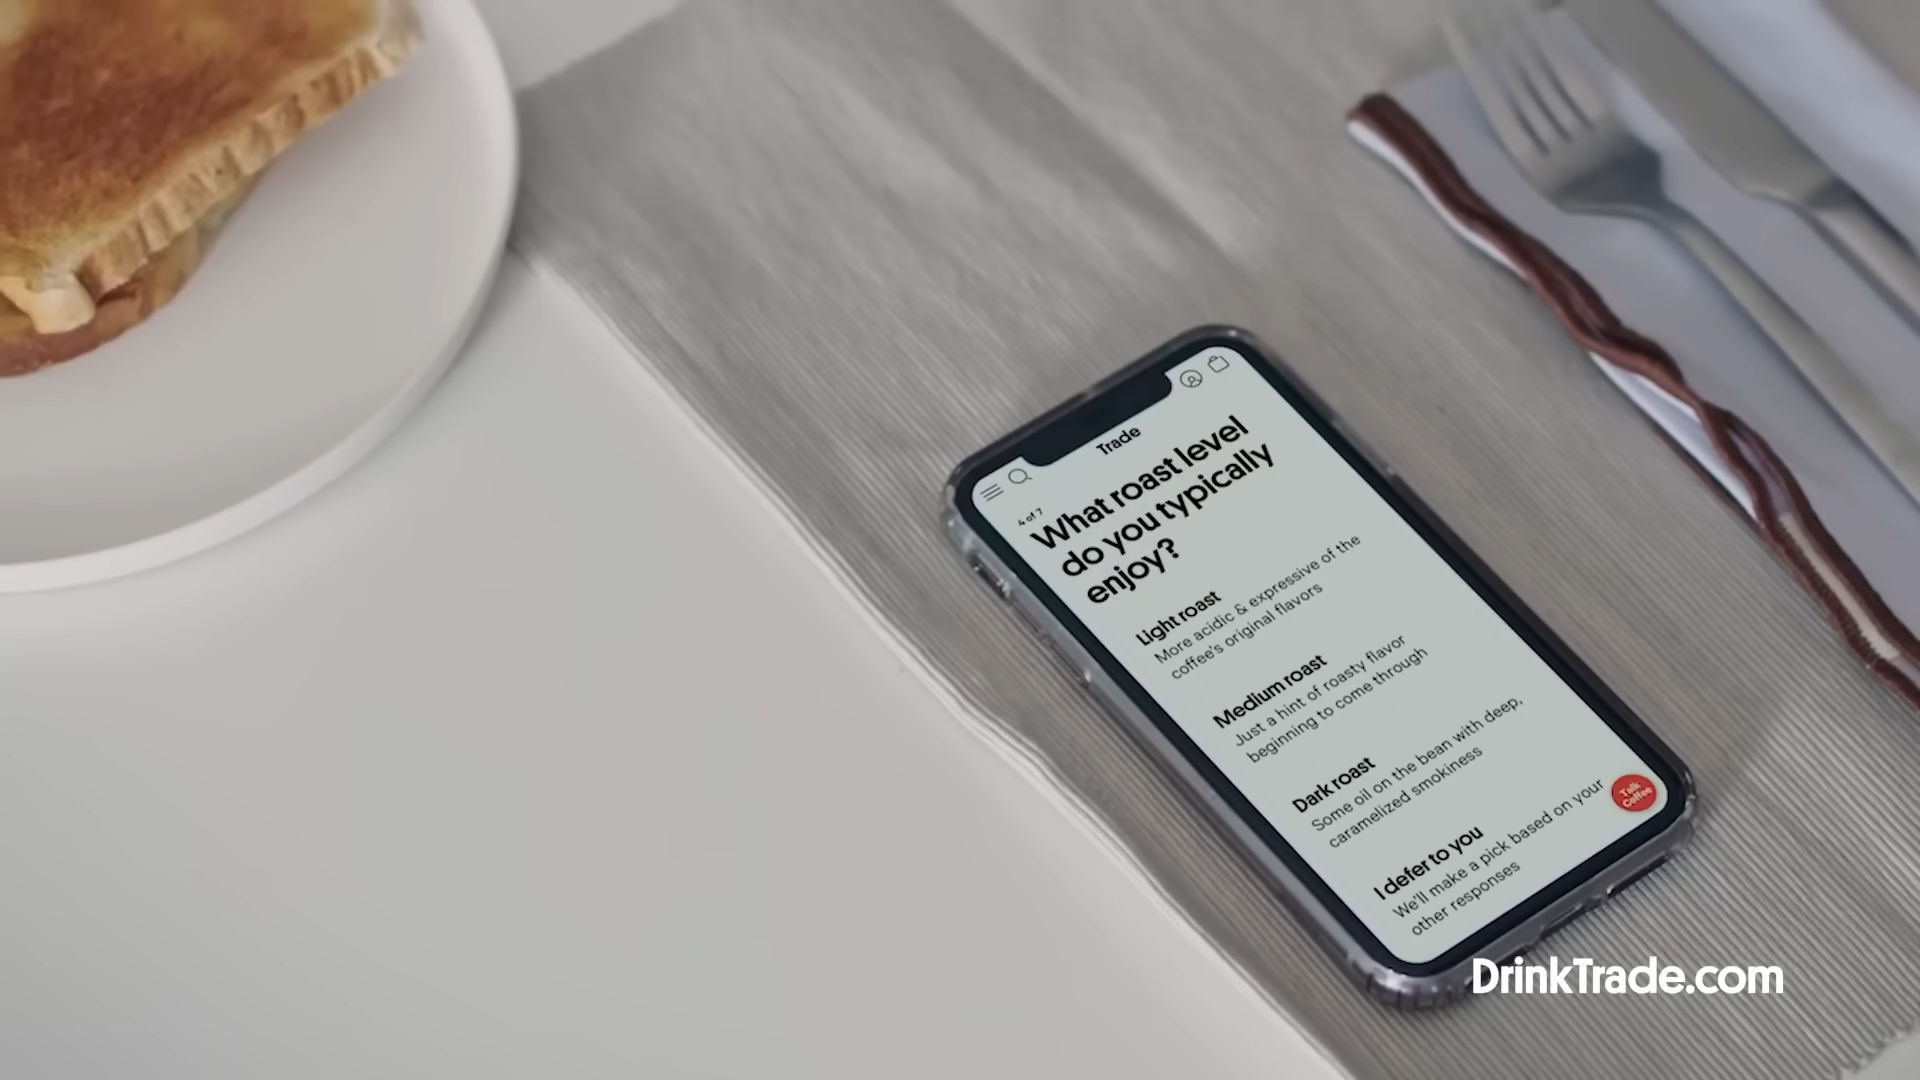 Trade
4 of 7
What roast level
do you typically
enjoy?
Light roast
More acidic & expressive of the
coffee's original flavors
Medium roast
Just a hint of roasty flavor
beginning to come through
Dark roast
Some oil on the bean with deep,
caramelized smokiness
I defer to you
We'll make a pick based on your
other responses
Talk
Coffee
DrinkTrade.com